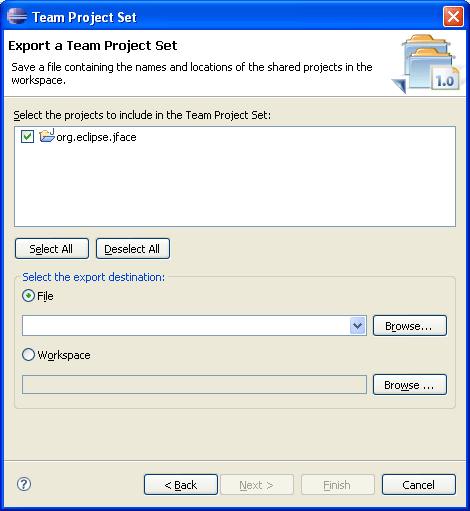 Team Project Set
Export a Team Project Set
Save a file containing the names and locations of the shared projects in the
workspace.
1.0
Select the projects to include in the Team Project Set:
org.eclipse.jface
Select All
Deselect All
Select the export destination:
File
Browse...
Workspace
Browse ...
?
< Back
Next >
Finish
Cancel